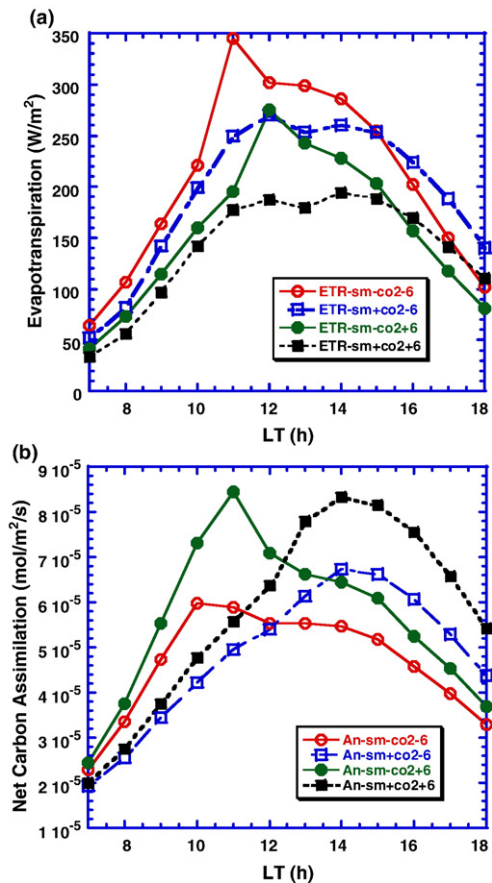 (a)
350
300
250
200
150
100
50
0
Evapotranspiration (W/m²)
ETR-sm-co2-6
ETR-sm+co2-6
ETR-sm-co2+6
ETR-sm+co2+6
8 10 12 14 16 18
LT (h)
(b)
9 10⁻⁵
8 10⁻⁵
7 10⁻⁵
6 10⁻⁵
5 10⁻⁵
4 10⁻⁵
3 10⁻⁵
2 10⁻⁵
1 10⁻⁵
Net Carbon Assimilation (mol/m²/s)
An-sm-co2-6
An-sm+co2-6
An-sm-co2+6
An-sm+co2+6
8 10 12 14 16 18
LT (h)